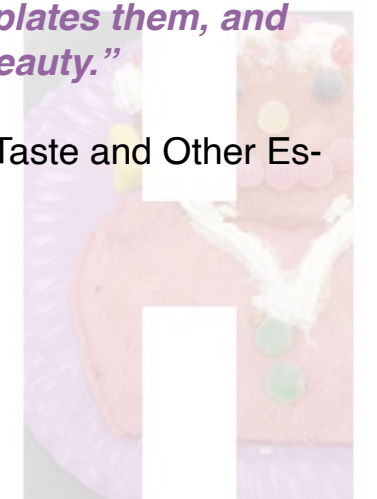 plates them, and
eauty.”
Taste and Other Es-